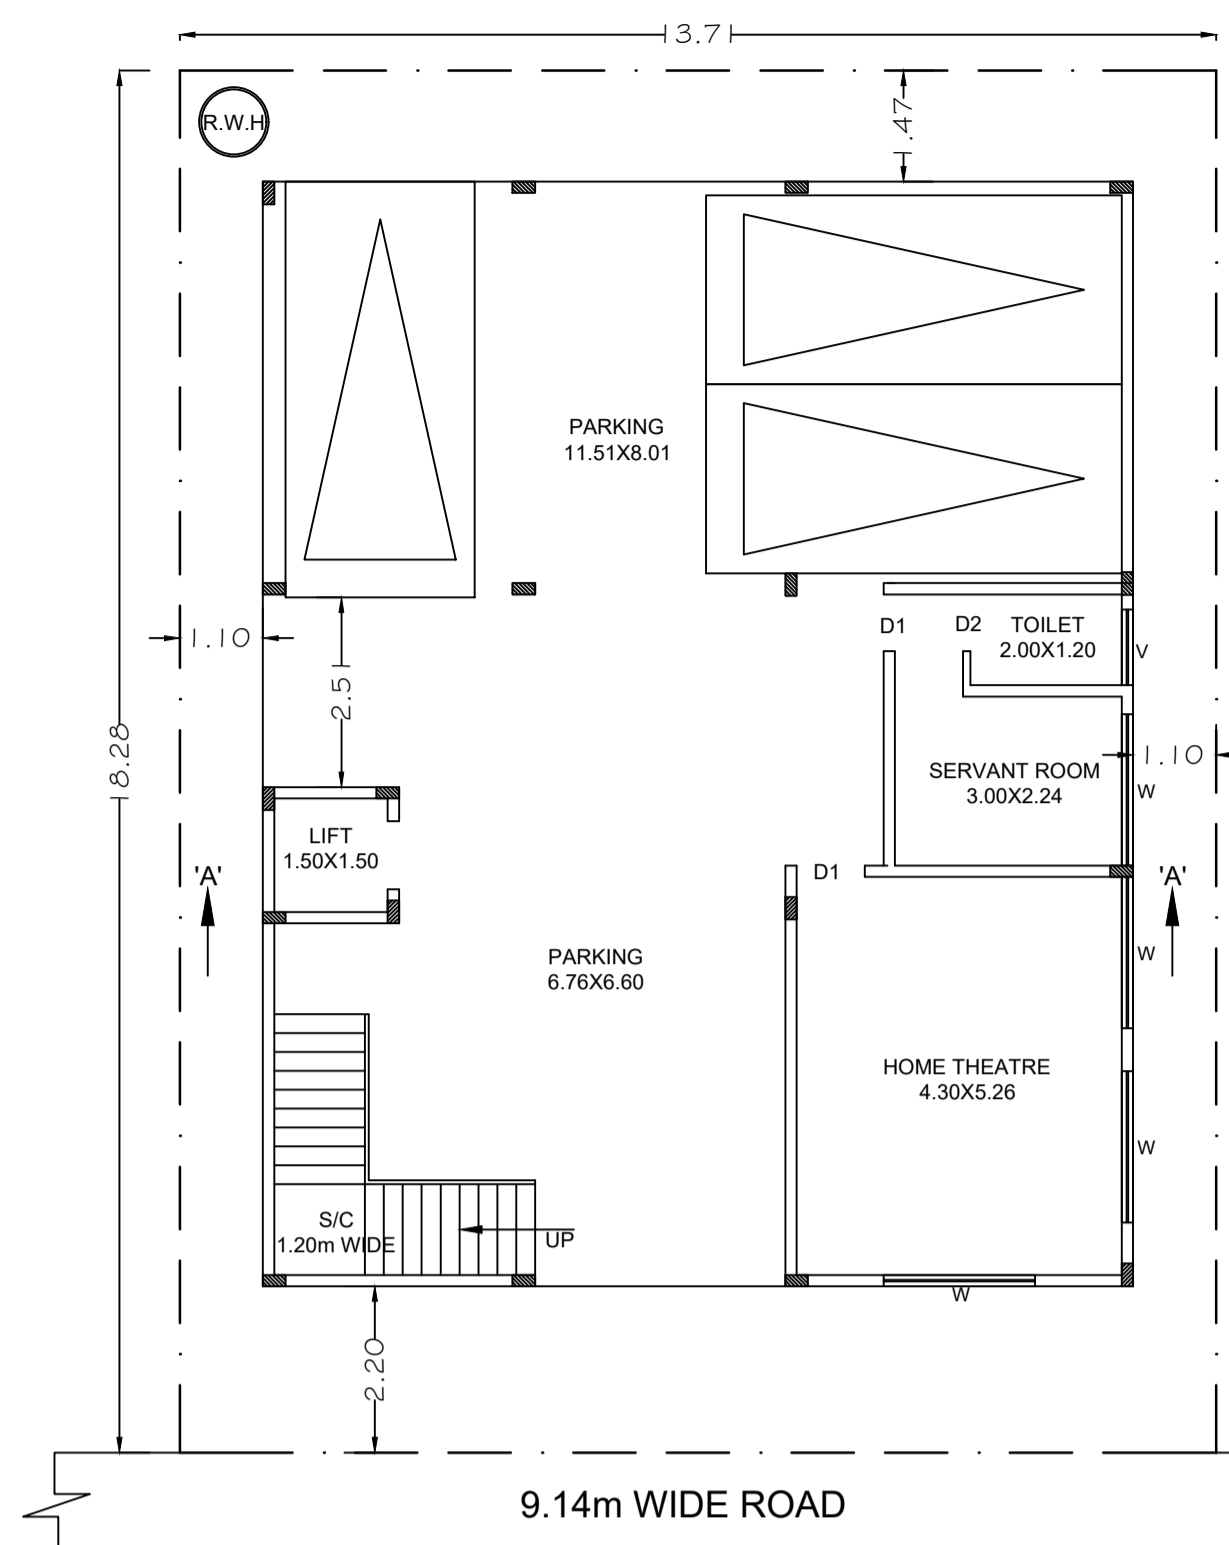 13.71
R.W.H
1.47
PARKING
11.51X8.01
D1
D2
TOILET
2.00X1.20
V
1.10
2.51
18.28
1.10
SERVANT ROOM
3.00X2.24
W
LIFT
1.50X1.50
D1
'A'
'A'
PARKING
6.76X6.60
W
HOME THEATRE
4.30X5.26
W
S/C
1.20m WIDE
UP
W
2.20
9.14m WIDE ROAD